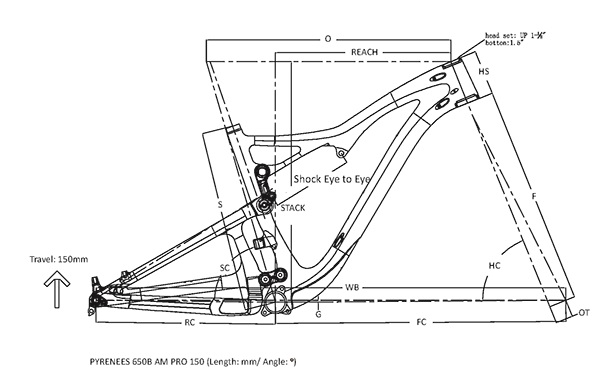 O
REACH
head set: UP 1-⅛"
botton:1.5"
HS
Shock Eye to Eye
S
STACK
F
Travel: 150mm
SC
HC
WB
G
OT
RC
FC
PYRENEES 650B AM PRO 150 (Length: mm/ Angle: º)